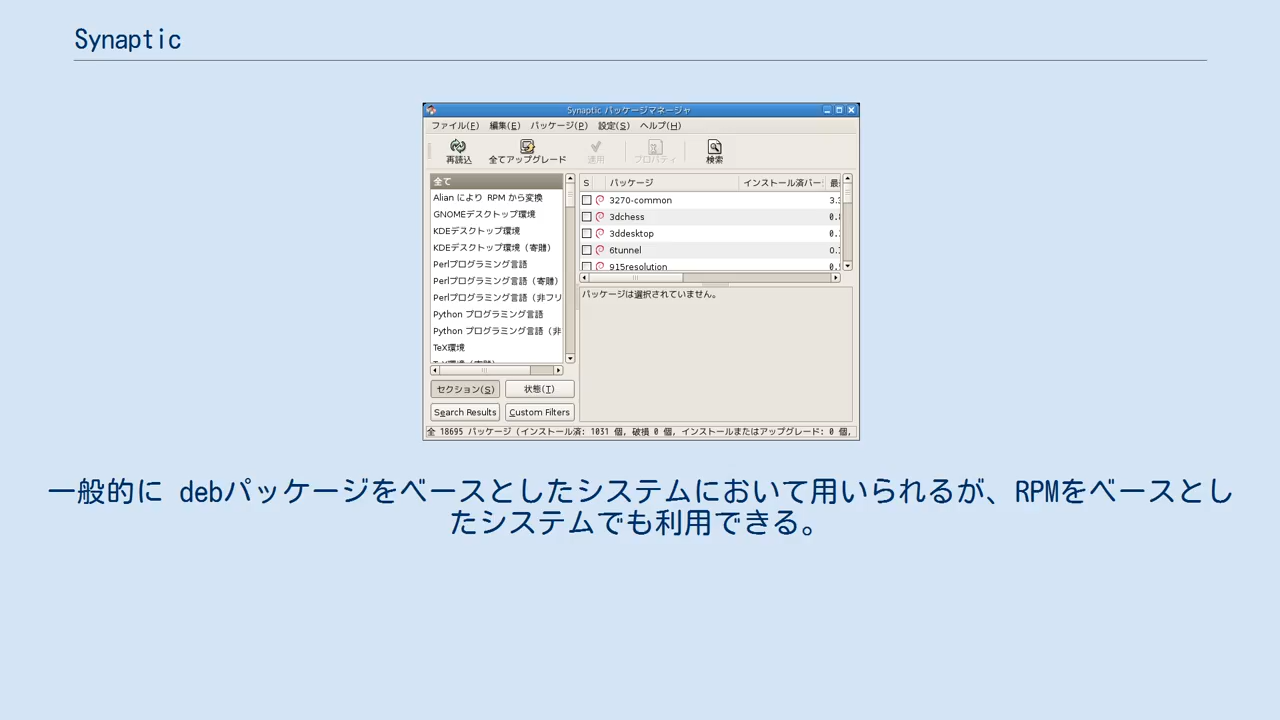 Synaptic
Synaptic パッケージマネージャ
ファイル(F) 編集(E) パッケージ(P) 設定(S) ヘルプ(H)
再読込 全てアップグレード 適用 プロパティ 検索
全て
Alian により RPM から変換
GNOMEデスクトップ環境
KDEデスクトップ環境
KDEデスクトップ環境（寄贈）
Perlプログラミング言語
Perlプログラミング言語（寄贈）
Perlプログラミング言語（非フリ
Python プログラミング言語
Python プログラミング言語（非
TeX環境
セクション(S) 状態(T)
Search Results Custom Filters
S パッケージ インストール済バー
3270-common 3.
3dchess 0.
3ddesktop 0.
6tunnel 0.
915resolution 0.
パッケージは選択されていません。
全 18695 パッケージ（インストール済: 1031 個, 破損 0 個, インストールまたはアップグレード: 0 個,
一般的に debパッケージをベースとしたシステムにおいて用いられるが、RPMをベースとし
たシステムでも利用できる。